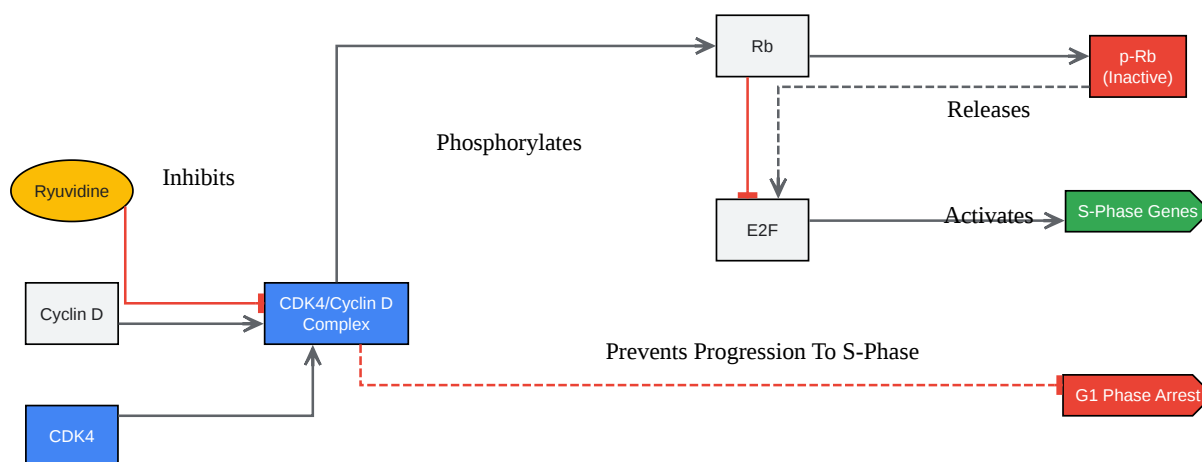 Rb
p-Rb
(Inactive)
Releases
Phosphorylates
Inhibits
Ryuvidine
E2F
Activates
S-Phase Genes
Cyclin D
CDK4/Cyclin D
Complex
Prevents Progression To S-Phase
G1 Phase Arrest
CDK4